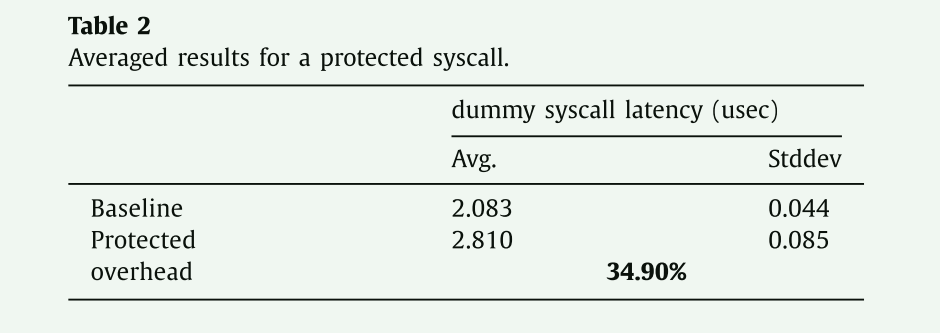 Table 2
Averaged results for a protected syscall.
dummy syscall latency (usec)
Avg. Stddev
Baseline 2.083 0.044
Protected 2.810 0.085
overhead 34.90%